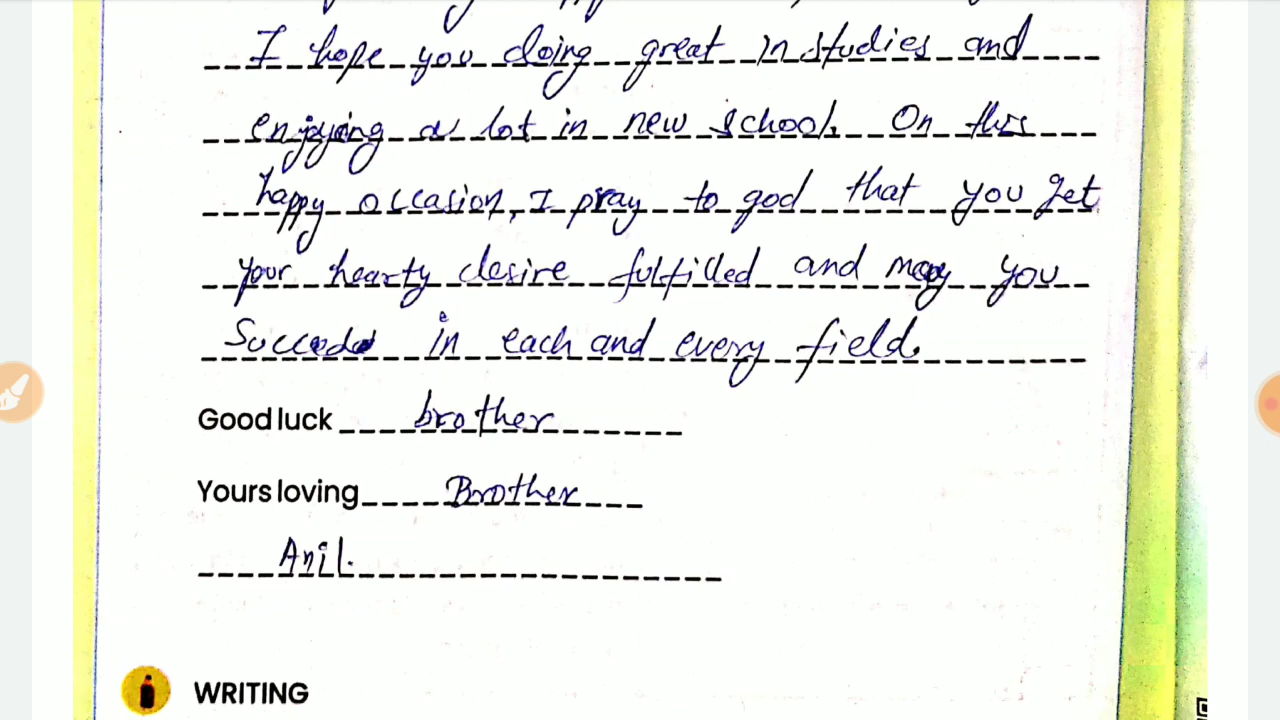 I hope you doing great in studies and
enjoying a lot in new school. On this
happy occasion, I pray to god that you get
your hearty desire fulfilled and may you
in each and every field.
Good luck brother
Yours loving Brother
Anil.
WRITING